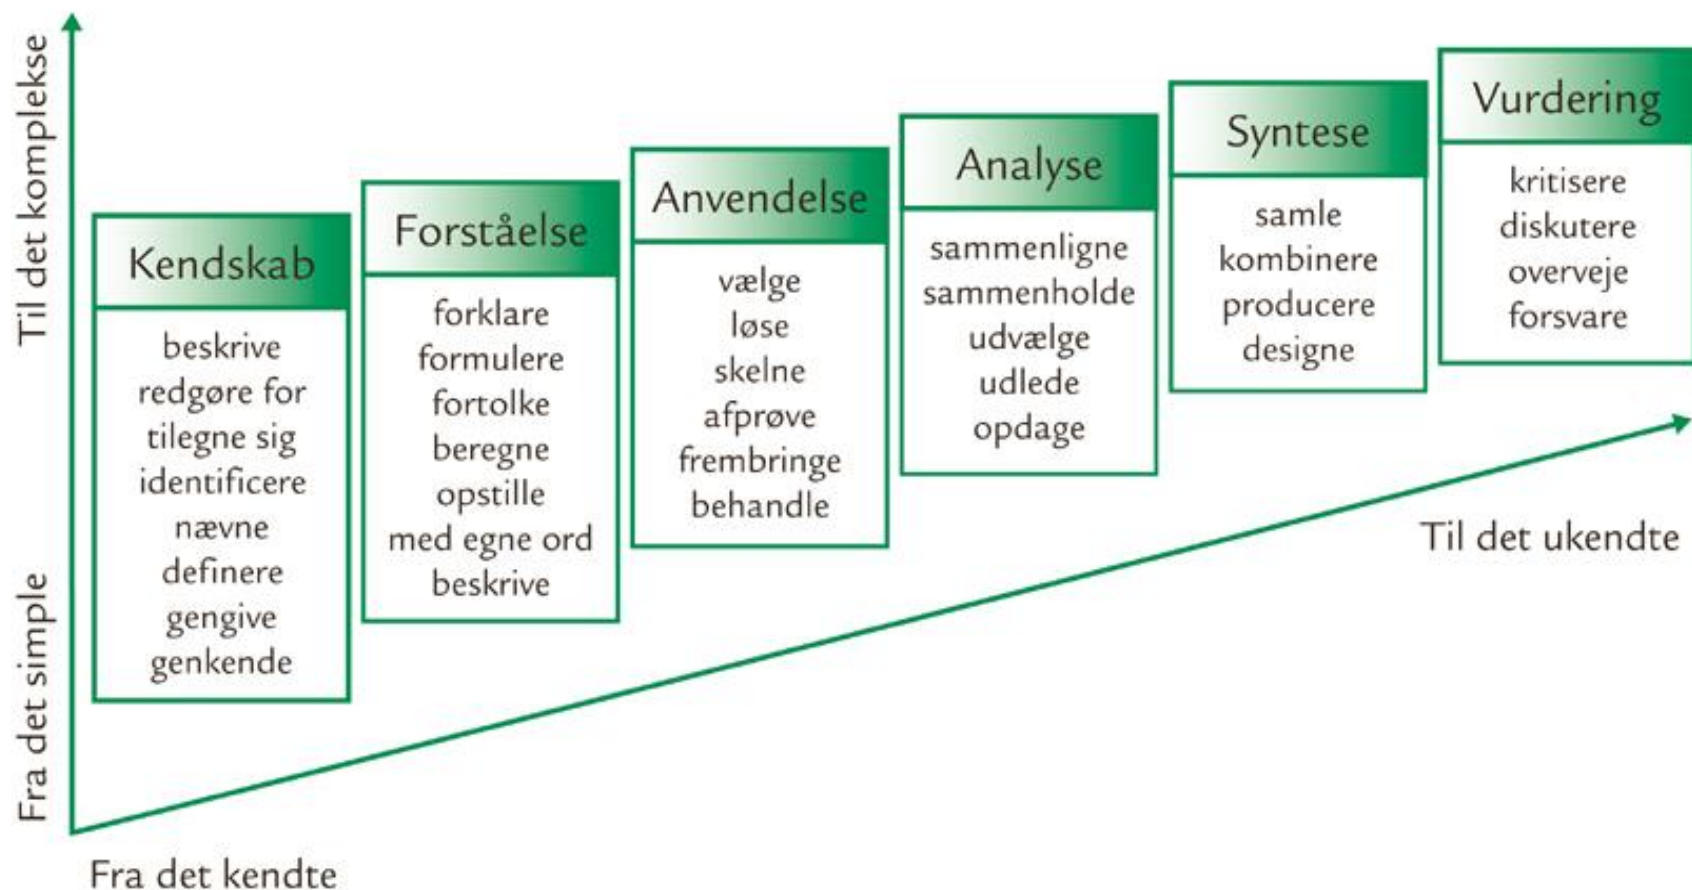 Til det komplekse
Fra det simple
Kendskab
beskrive
redgøre for
tilegne sig
identificere
nævne
definere
gengive
genkende
Forståelse
forklare
formulere
fortolke
beregne
opstille
med egne ord
beskrive
Anvendelse
vælge
løse
skelne
afprøve
frembringe
behandle
Analyse
sammenligne
sammenholde
udvælge
udlede
opdage
Syntese
samle
kombinere
producere
designe
Vurdering
kritisere
diskutere
overveje
forsvare
Til det ukendte
Fra det kendte